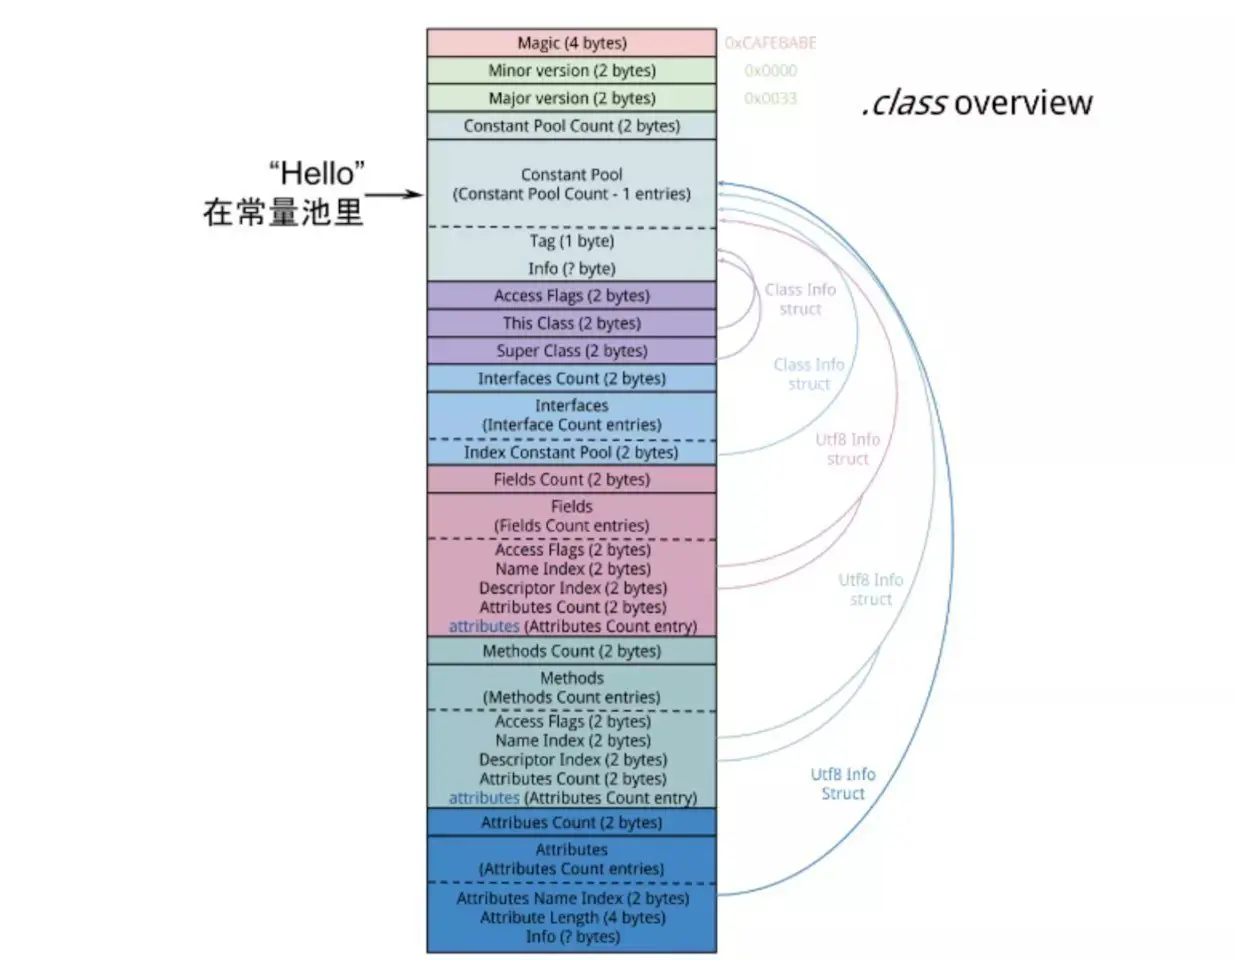 Magic (4 bytes)
0xCAFEBABE
Minor version (2 bytes)
0x0000
Major version (2 bytes)
0x0033
.class overview
Constant Pool Count (2 bytes)
“Hello”
在常量池里
Constant Pool
(Constant Pool Count - 1 entries)
Tag (1 byte)
Info (? byte)
Access Flags (2 bytes)
This Class (2 bytes)
Super Class (2 bytes)
Class Info
struct
Interfaces Count (2 bytes)
Interfaces
(Interface Count entries)
Index Constant Pool (2 bytes)
Class Info
struct
Fields Count (2 bytes)
Fields
(Fields Count entries)
Access Flags (2 bytes)
Name Index (2 bytes)
Descriptor Index (2 bytes)
Attributes Count (2 bytes)
attributes (Attributes Count entry)
Utf8 Info
struct
Methods Count (2 bytes)
Methods
(Methods Count entries)
Access Flags (2 bytes)
Name Index (2 bytes)
Descriptor Index (2 bytes)
Attributes Count (2 bytes)
attributes (Attributes Count entry)
Utf8 Info
struct
Attribues Count (2 bytes)
Attributes
(Attributes Count entries)
Attributes Name Index (2 bytes)
Attribute Length (4 bytes)
Info (? bytes)
Utf8 Info
Struct